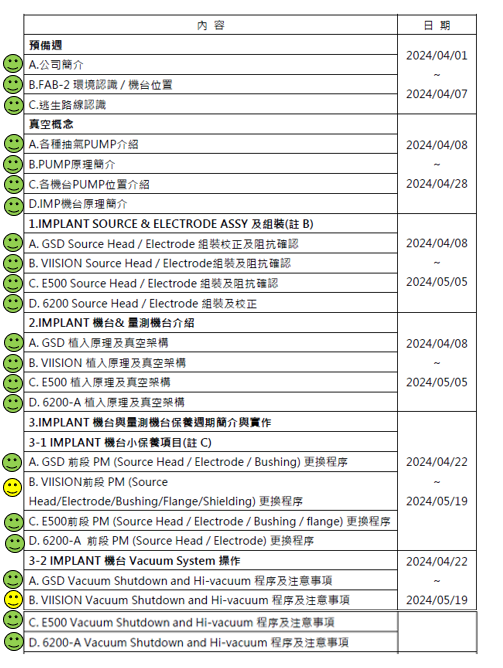 內 容
日 期
預備週
A.公司簡介
B.FAB-2 環境認識 / 機台位置
C.逃生路線認識
2024/04/01
~
2024/04/07
真空概念
A.各種抽氣PUMP介紹
B.PUMP原理簡介
C.各機台PUMP位置介紹
D.IMP機台原理簡介
2024/04/08
~
2024/04/28
1.IMPLANT SOURCE & ELECTRODE ASSY 及組裝(註 B)
A. GSD Source Head / Electrode 組裝校正及阻抗確認
B. VIISION Source Head / Electrode組裝及阻抗確認
C. E500 Source Head / Electrode 組裝及阻抗確認
D. 6200 Source Head / Electrode 組裝及校正
2024/04/08
~
2024/05/05
2.IMPLANT 機台& 量測機台介紹
A. GSD 植入原理及真空架構
B. VIISION 植入原理及真空架構
C. E500 植入原理及真空架構
D. 6200-A 植入原理及真空架構
2024/04/08
~
2024/05/05
3.IMPLANT 機台與量測機台保養週期簡介與實作
3-1 IMPLANT 機台小保養項目(註 C)
A. GSD 前段 PM (Source Head / Electrode / Bushing) 更換程序
B. VIISION前段 PM (Source
Head/Electrode/Bushing/Flange/Shielding) 更換程序
C. E500前段 PM (Source Head / Electrode / Bushing / flange) 更換程序
D. 6200-A 前段 PM (Source Head / Electrode) 更換程序
2024/04/22
~
2024/05/19
3-2 IMPLANT 機台 Vacuum System 操作
A. GSD Vacuum Shutdown and Hi-vacuum 程序及注意事項
B. VIISION Vacuum Shutdown and Hi-vacuum 程序及注意事項
2024/04/22
~
2024/05/19
C. E500 Vacuum Shutdown and Hi-vacuum 程序及注意事項
D. 6200-A Vacuum Shutdown and Hi-vacuum 程序及注意事項